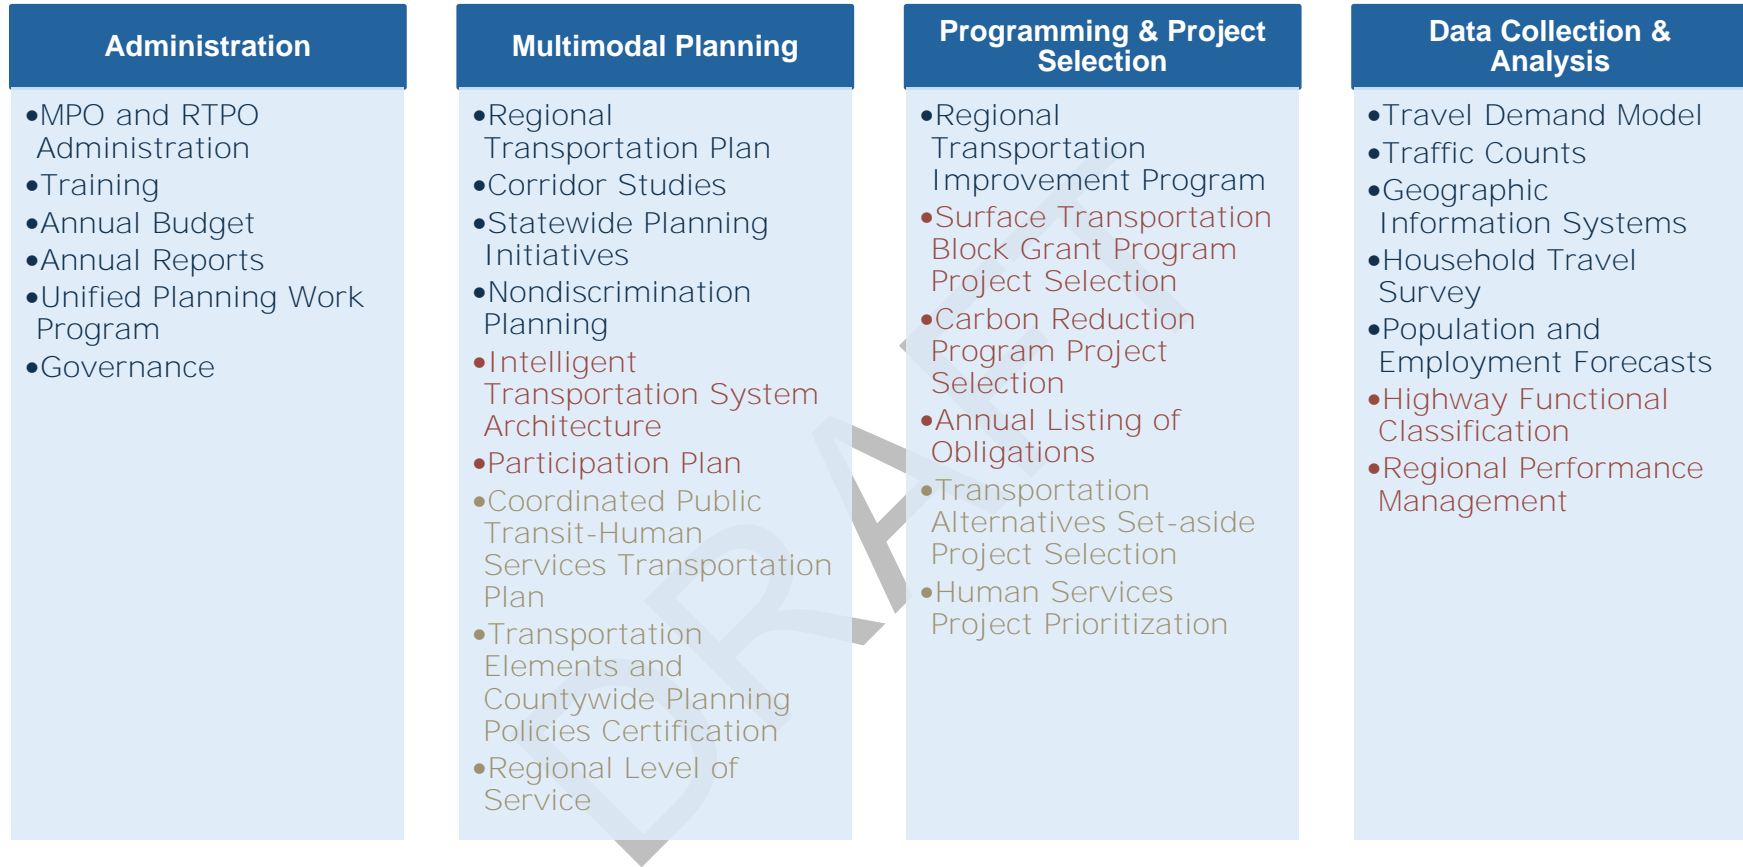 Administration
•MPO and RTPO
Administration
•Training
•Annual Budget
•Annual Reports
•Unified Planning Work
Program
•Governance
Multimodal Planning
•Regional
Transportation Plan
•Corridor Studies
•Statewide Planning
Initiatives
•Nondiscrimination
Planning
•Intelligent
Transportation System
Architecture
•Participation Plan
•Coordinated Public
Transit-Human
Services Transportation
Plan
•Transportation
Elements and
Countywide Planning
Policies Certification
•Regional Level of
Service
Programming & Project
Selection
•Regional
Transportation
Improvement Program
•Surface Transportation
Block Grant Program
Project Selection
•Carbon Reduction
Program Project
Selection
•Annual Listing of
Obligations
•Transportation
Alternatives Set-aside
Project Selection
•Human Services
Project Prioritization
Data Collection &
Analysis
•Travel Demand Model
•Traffic Counts
•Geographic
Information Systems
•Household Travel
Survey
•Population and
Employment Forecasts
•Highway Functional
Classification
•Regional Performance
Management
DRAFT